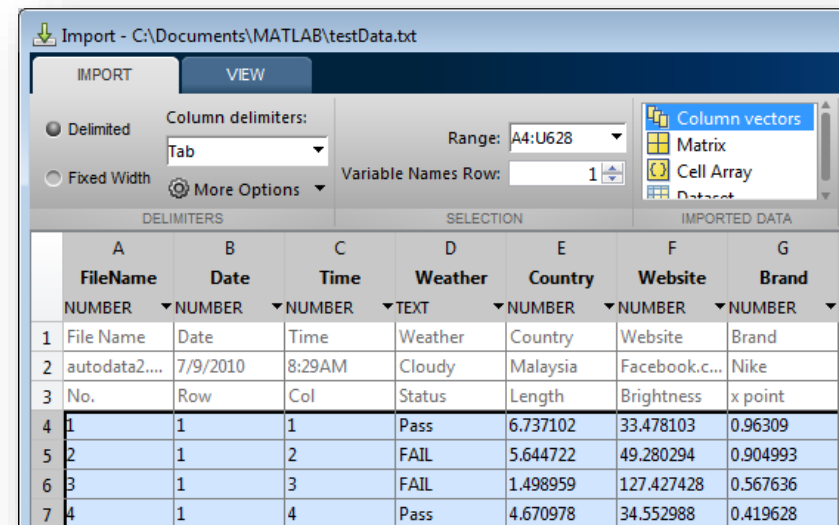 Import - C:\Documents\MATLAB\testData.txt
IMPORT VIEW
Delimited
Fixed Width
Column delimiters:
Tab
More Options
DELIMITERS
Range: A4:U628
Variable Names Row: 1
SELECTION
Column vectors
Matrix
Cell Array
Dataset
IMPORTED DATA
A B C D E F G
FileName Date Time Weather Country Website Brand
NUMBER NUMBER NUMBER TEXT NUMBER NUMBER NUMBER
1 File Name Date Time Weather Country Website Brand
2 autodata2.... 7/9/2010 8:29AM Cloudy Malaysia Facebook.c... Nike
3 No. Row Col Status Length Brightness x point
4 1 1 1 Pass 6.737102 33.478103 0.96309
5 2 1 2 FAIL 5.644722 49.280294 0.904993
6 3 1 3 FAIL 1.498959 127.427428 0.567636
7 4 1 4 Pass 4.670978 34.552988 0.419628